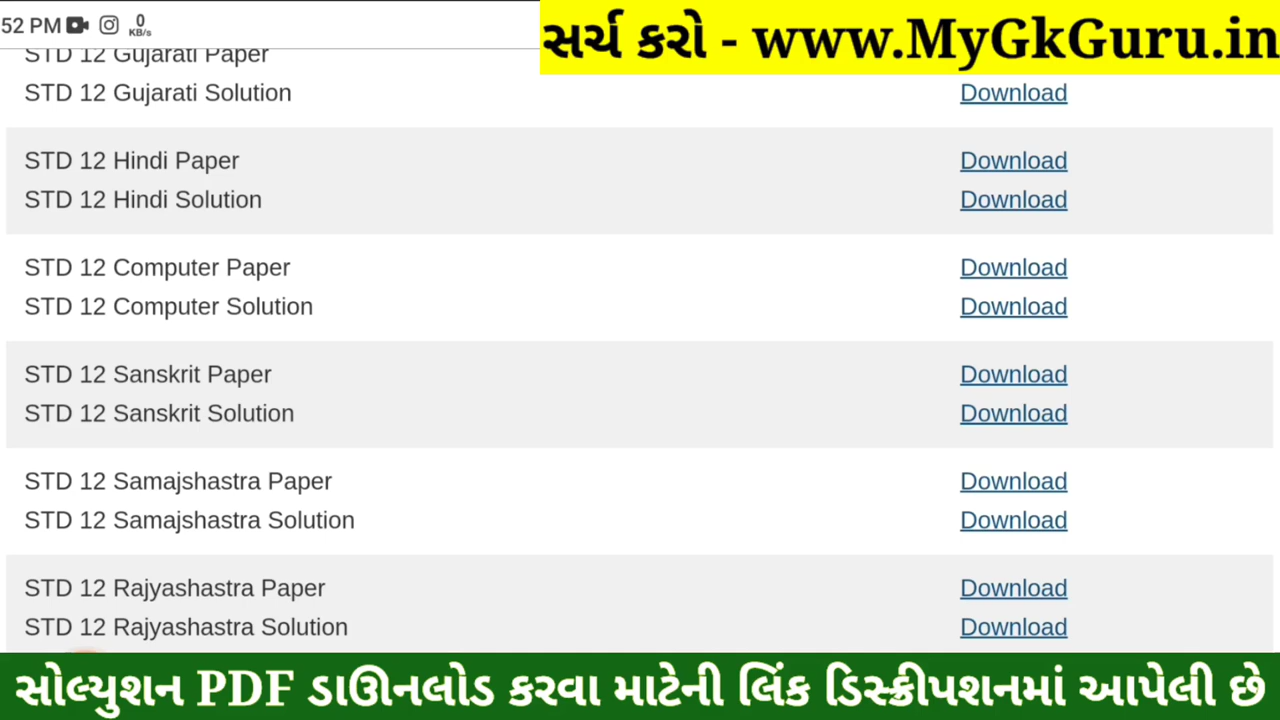 52 PM 0 KB/s
સર્ચ કરો - www.MyGkGuru.in
STD 12 Gujarati Paper
STD 12 Gujarati Solution Download
STD 12 Hindi Paper Download
STD 12 Hindi Solution Download
STD 12 Computer Paper Download
STD 12 Computer Solution Download
STD 12 Sanskrit Paper Download
STD 12 Sanskrit Solution Download
STD 12 Samajshastra Paper Download
STD 12 Samajshastra Solution Download
STD 12 Rajyashastra Paper Download
STD 12 Rajyashastra Solution Download
સોલ્યુશન PDF ડાઊનલોડ કરવા માટેની લિંક ડિસ્ક્રીપશનમાં આપેલી છે